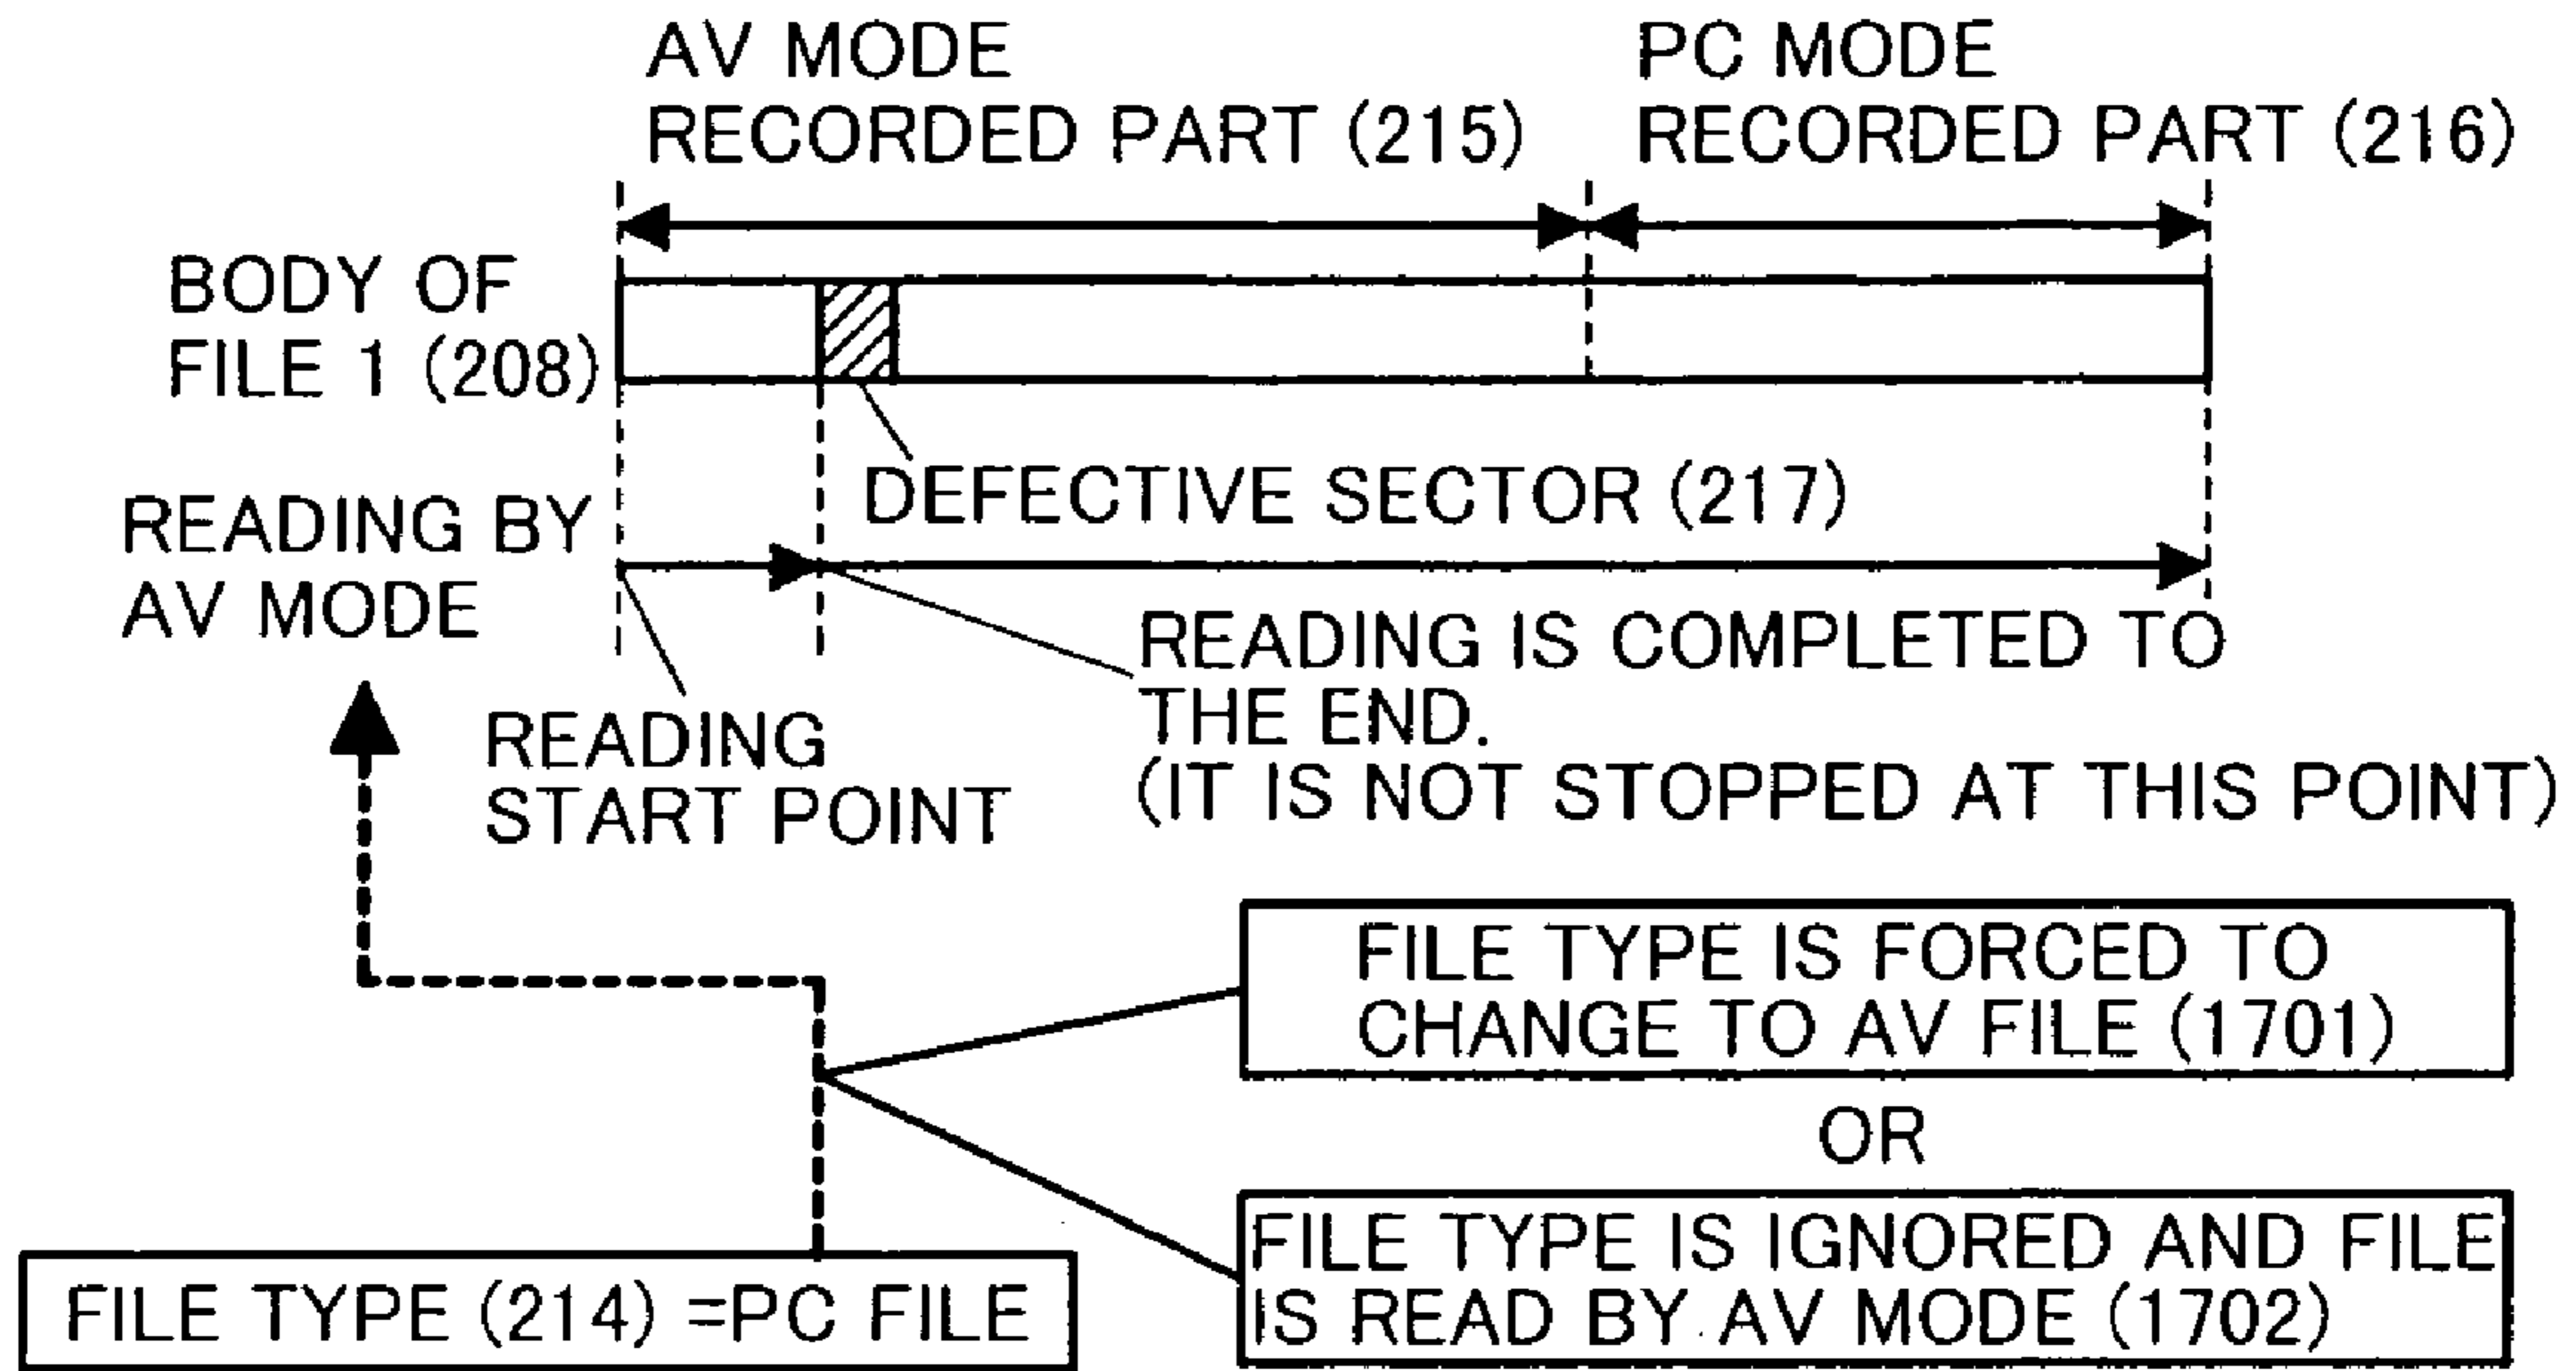 AV MODE
RECORDED PART (215)
PC MODE
RECORDED PART (216)
BODY OF
FILE 1 (208)
DEFECTIVE SECTOR (217)
READING BY
AV MODE
READING IS COMPLETED TO
THE END.
(IT IS NOT STOPPED AT THIS POINT)
READING
START POINT
FILE TYPE IS FORCED TO
CHANGE TO AV FILE (1701)
OR
FILE TYPE IS IGNORED AND FILE
IS READ BY AV MODE (1702)
FILE TYPE (214) =PC FILE